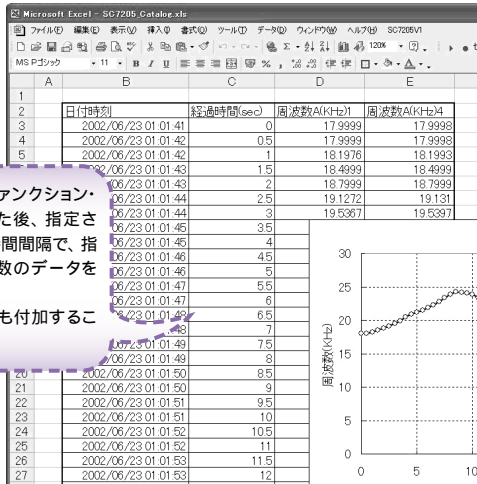 Microsoft Excel - SC7205_Catalog.xls
ファイル(F) 編集(E) 表示(V) 挿入(I) 書式(O) ツール(T) データ(D) ウィンドウ(W) ヘルプ(H) SC7205V1
120%
MS Pゴシック 11 B I U
A B C D E
1
2 日付時刻 経過時間(sec) 周波数A(KHz)1 周波数A(KHz)4
3 2002/06/23 01:01:41 0 17.9999 17.9998
4 2002/06/23 01:01:42 0.5 17.9999 17.9998
5 2002/06/23 01:01:42 1 18.1976 18.1993
2002/06/23 01:01:43 1.5 18.4999 18.4999
06/23 01:01:43 2 18.7999 18.7999
06/23 01:01:44 2.5 19.1272 19.131
06/23 01:01:44 3 19.5367 19.5397
06/23 01:01:45 3.5
06/23 01:01:45 4
06/23 01:01:46 4.5
06/23 01:01:46 5
06/23 01:01:47 5.5
06/23 01:01:47 6
06/23 01:01:48 6.5
7
01:01:49 7.5
2002/06/23 01:01:49 8
20 2002/06/23 01:01:50 8.5
21 2002/06/23 01:01:50 9
22 2002/06/23 01:01:51 9.5
23 2002/06/23 01:01:51 10
24 2002/06/23 01:01:52 10.5
25 2002/06/23 01:01:52 11
26 2002/06/23 01:01:53 11.5
27 2002/06/23 01:01:53 12
ァンクション・
た後、指定さ
間間隔で、指
数のデータを
も付加するこ
周波数(KHz)
30
25
20
15
10
5
0
0 5 10